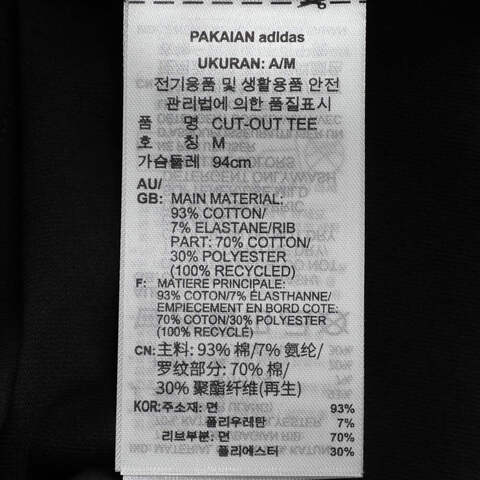 PAKAIAN adidas
UKURAN: A/M
전기용품 및 생활용품 안전
관리법에 의한 품질표시
품 명 CUT-OUT TEE
호 칭 M
가슴둘레 94cm
AU/
GB: MAIN MATERIAL:
93% COTTON/
7% ELASTANE/RIB
PART: 70% COTTON/
30% POLYESTER
(100% RECYCLED)
F: MATIERE PRINCIPALE:
93% COTON/7% ÉLASTHANNE/
EMPIECEMENT EN BORD COTE:
70% COTON/30% POLYESTER
(100% RECYCLÉ)
CN: 主料: 93% 棉/7% 氨纶/
罗纹部分: 70% 棉/
30% 聚酯纤维(再生)
KOR:주소재: 면 93%
폴리우레탄 7%
리브부분: 면 70%
폴리에스터 30%